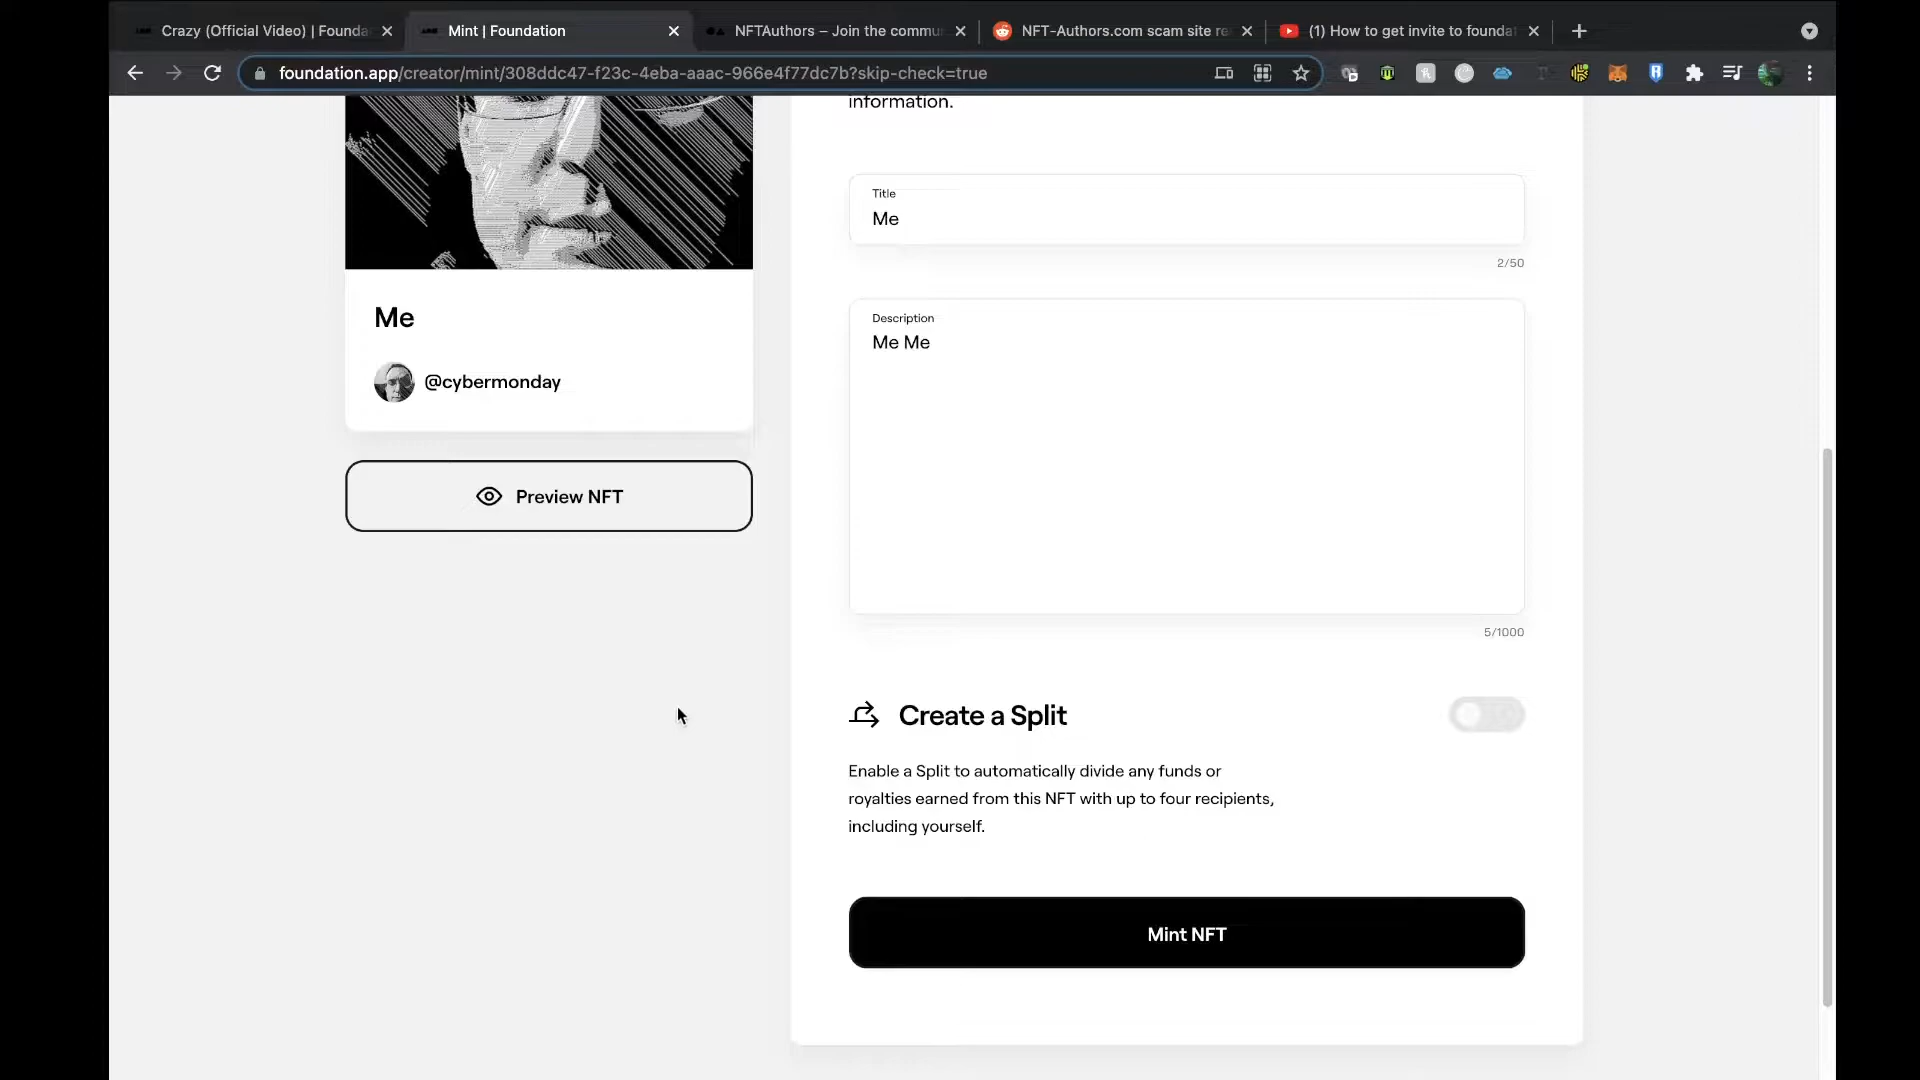 Crazy (Official Video) | Founda
Mint | Foundation
NFTAuthors – Join the commu
NFT-Authors.com scam site re
(1) How to get invite to founda
foundation.app/creator/mint/308ddc47-f23c-4eba-aaac-966e4f77dc7b?skip-check=true
information.
Title
Me
2/50
Description
Me Me
5/1000
Me
@cybermonday
Preview NFT
Create a Split
Enable a Split to automatically divide any funds or
royalties earned from this NFT with up to four recipients,
including yourself.
Mint NFT